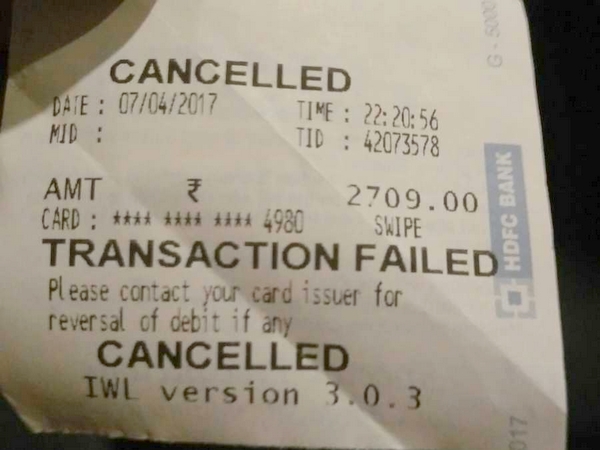 CANCELLED
DATE : 07/04/2017 TIME : 22:20:56
MID : TID : 42073578
AMT ₹ 2709.00
CARD : **** **** **** 4980 SWIPE
TRANSACTION FAILED
Please contact your card issuer for
reversal of debit if any
CANCELLED
IWL version 3.0.3
HDFC BANK
G - 5000
017